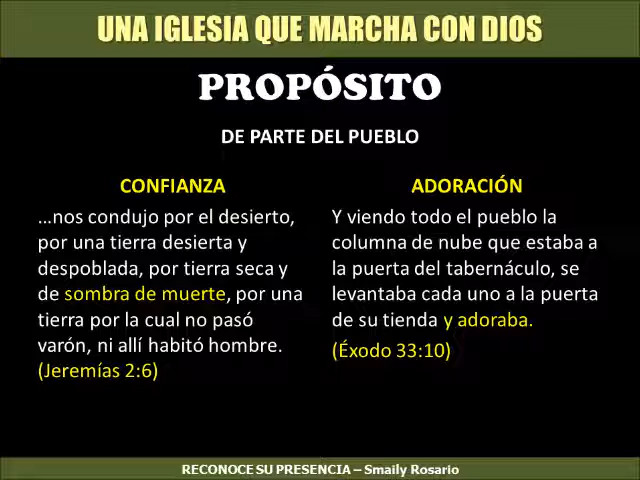 UNA IGLESIA QUE MARCHA CON DIOS
PROPÓSITO
DE PARTE DEL PUEBLO
CONFIANZA
…nos condujo por el desierto,
por una tierra desierta y
despoblada, por tierra seca y
de sombra de muerte, por una
tierra por la cual no pasó
varón, ni allí habitó hombre.
(Jeremías 2:6)
ADORACIÓN
Y viendo todo el pueblo la
columna de nube que estaba a
la puerta del tabernáculo, se
levantaba cada uno a la puerta
de su tienda y adoraba.
(Éxodo 33:10)
RECONOCE SU PRESENCIA – Smaily Rosario